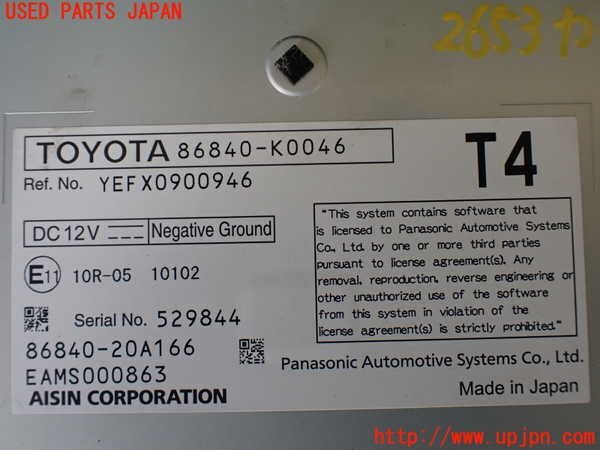 USED PARTS JAPAN
2653カ
TOYOTA 86840-K0046
T4
Ref. No. YEFX0900946
DC12V Negative Ground
E11 10R-05 10102
Serial No. 529844
86840-20A166
EAMS000863
AISIN CORPORATION
"This system contains software that
is licensed to Panasonic Automotive Systems
Co., Ltd. by one or more third parties
pursuant to license agreement(s). Any
removal, reproduction, reverse engineering or
other unauthorized use of the software
from this system in violation of the
license agreement(s) is strictly prohibited."
Panasonic Automotive Systems Co., Ltd.
Made in Japan
http://www.upjpn.com/